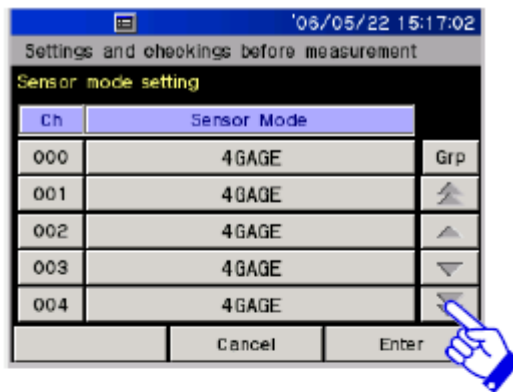 '06/05/22 15:17:02
Settings and checkings before measurement
Sensor mode setting
Ch Sensor Mode
000 4GAGE Grp
001 4GAGE
002 4GAGE
003 4GAGE
004 4GAGE
Cancel Enter